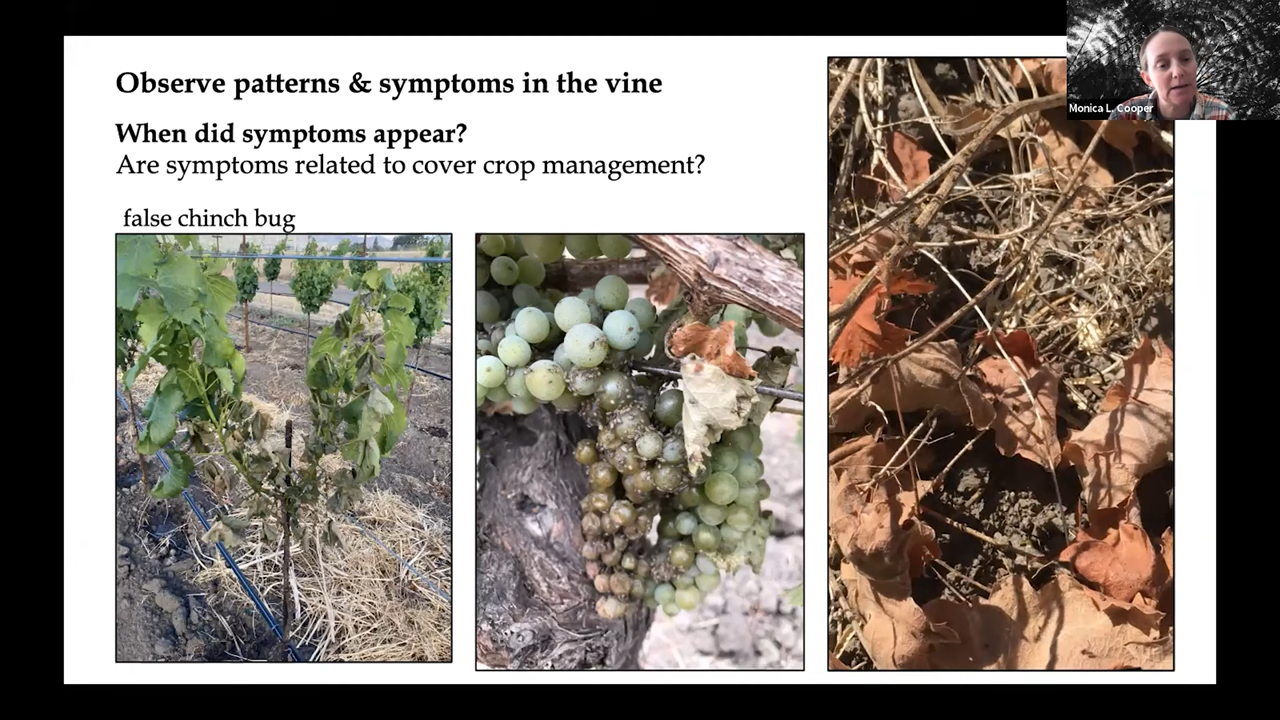 Observe patterns & symptoms in the vine
When did symptoms appear?
Are symptoms related to cover crop management?
false chinch bug
Monica L. Cooper